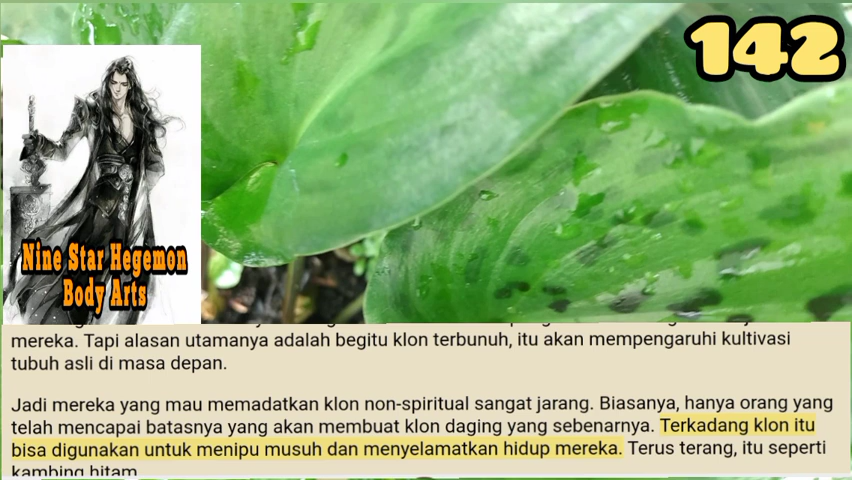 142
Nine Star Hegemon
Body Arts
mereka. Tapi alasan utamanya adalah begitu klon terbunuh, itu akan mempengaruhi kultivasi
tubuh asli di masa depan.
Jadi mereka yang mau memadatkan klon non-spiritual sangat jarang. Biasanya, hanya orang yang
telah mencapai batasnya yang akan membuat klon daging yang sebenarnya. Terkadang klon itu
bisa digunakan untuk menipu musuh dan menyelamatkan hidup mereka. Terus terang, itu seperti
kambing hitam